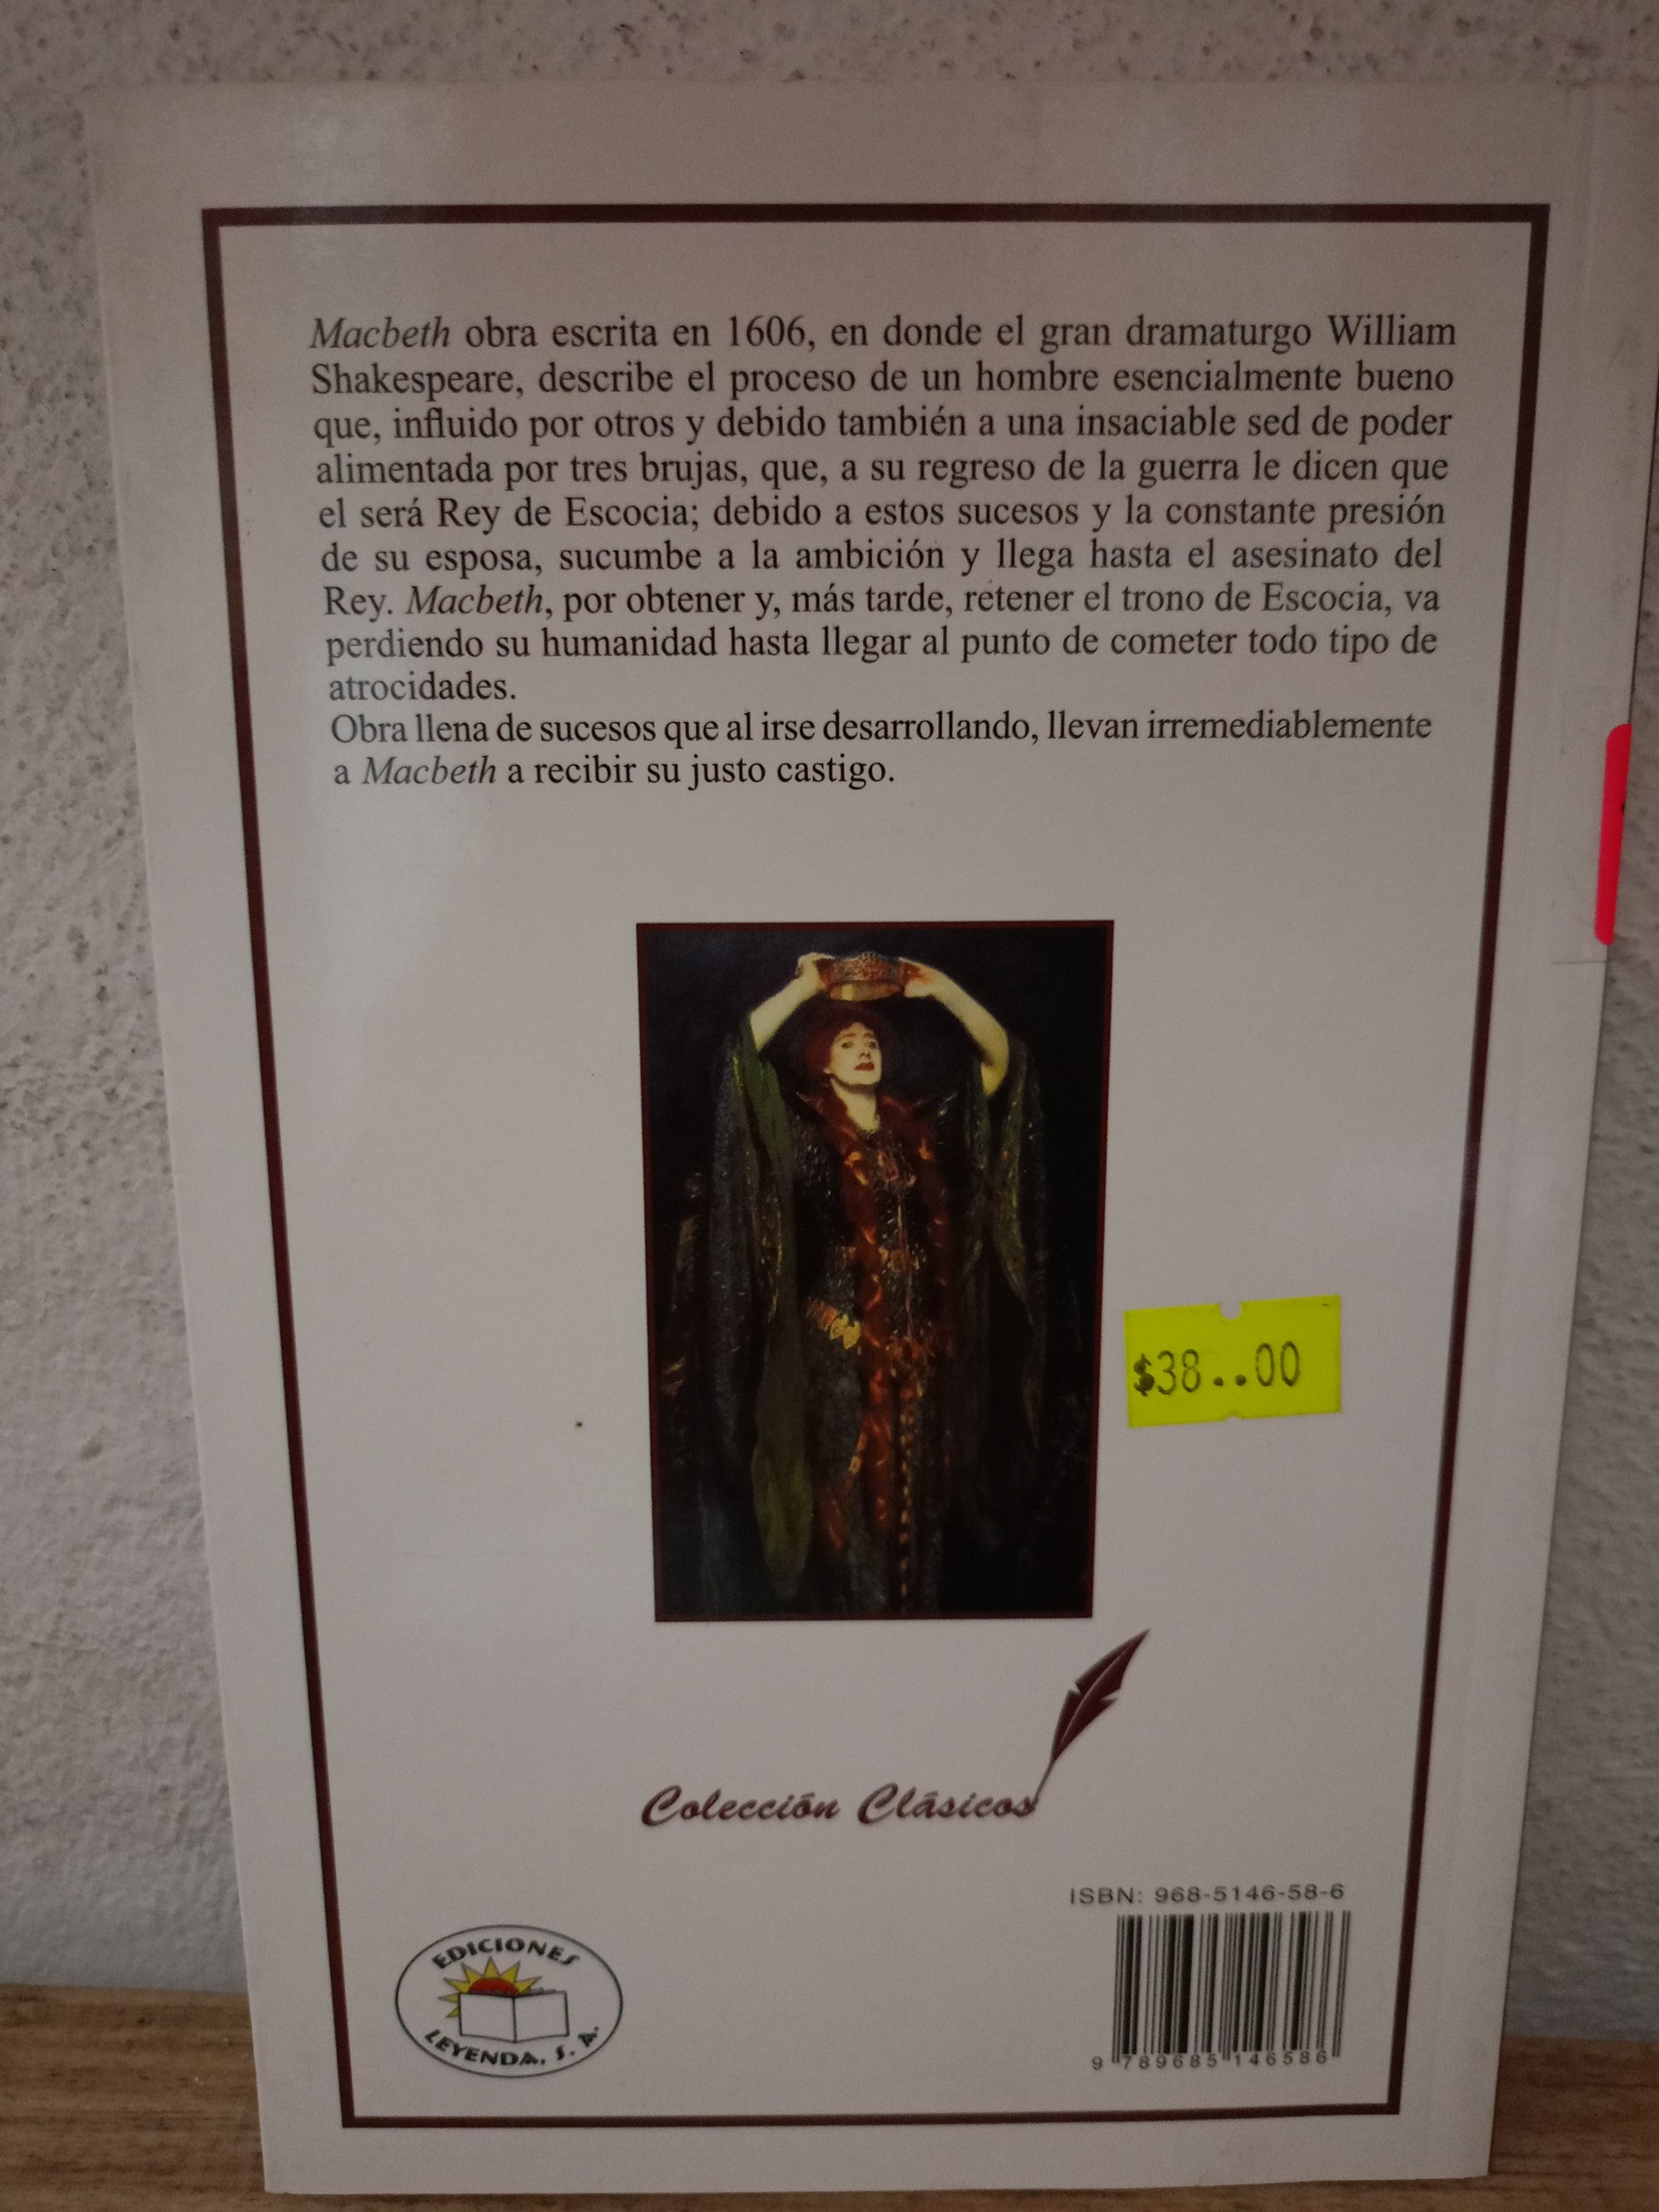 Macbeth obra escrita en 1606, en donde el gran dramaturgo William
Shakespeare, describe el proceso de un hombre esencialmente bueno
que, influido por otros y debido también a una insaciable sed de poder
alimentada por tres brujas, que, a su regreso de la guerra le dicen que
el será Rey de Escocia; debido a estos sucesos y la constante presión
de su esposa, sucumbe a la ambición y llega hasta el asesinato del
Rey. Macbeth, por obtener y, más tarde, retener el trono de Escocia, va
perdiendo su humanidad hasta llegar al punto de cometer todo tipo de
atrocidades.
Obra llena de sucesos que al irse desarrollando, llevan irremediablemente
a Macbeth a recibir su justo castigo.
$38..00
Colección Clásicos
ISBN: 968-5146-58-6
9 789685 146586
EDICIONES
LEYENDA, S. A.